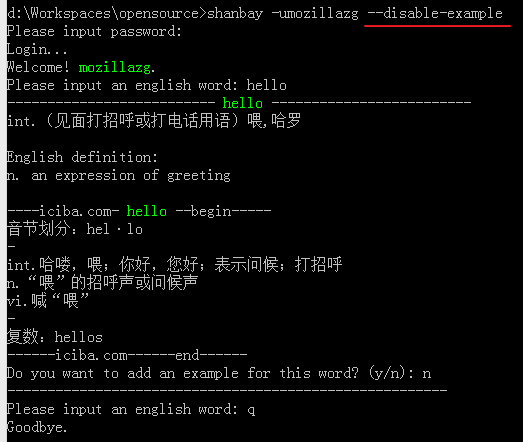 d:\Workspaces\opensource>shanbay -umozillazg --disable-example
Please input password:
Login...
Welcome! mozillazg.
Please input an english word: hello
-------------------------- hello -------------------------
int.（见面打招呼或打电话用语）喂,哈罗
English definition:
n. an expression of greeting
----iciba.com- hello --begin-----
音节划分：hel·lo
-
int.哈喽，喂；你好，您好；表示问候；打招呼
n.“喂”的招呼声或问候声
vi.喊“喂”
-
复数：hellos
------iciba.com------end------
Do you want to add an example for this word? (y/n): n
-------------------------------------------------------
Please input an english word: q
Goodbye.